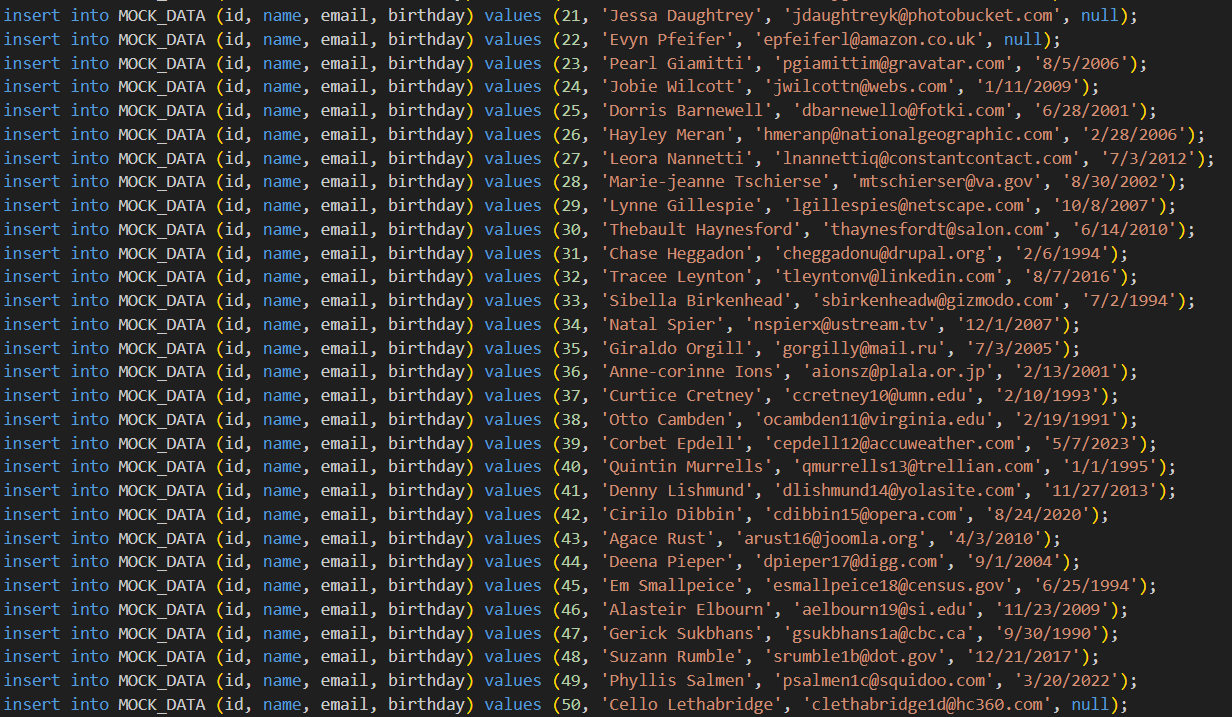 insert into MOCK_DATA (id, name, email, birthday) values (21, 'Jessa Daughtrey', 'jdaughtreyk@photobucket.com', null);
insert into MOCK_DATA (id, name, email, birthday) values (22, 'Evyn Pfeifer', 'epfeiferl@amazon.co.uk', null);
insert into MOCK_DATA (id, name, email, birthday) values (23, 'Pearl Giamitti', 'pgiamittim@gravatar.com', '8/5/2006');
insert into MOCK_DATA (id, name, email, birthday) values (24, 'Jobie Wilcott', 'jwilcottn@webs.com', '1/11/2009');
insert into MOCK_DATA (id, name, email, birthday) values (25, 'Dorris Barnewell', 'dbarnewello@fotki.com', '6/28/2001');
insert into MOCK_DATA (id, name, email, birthday) values (26, 'Hayley Meran', 'hmeranp@nationalgeographic.com', '2/28/2006');
insert into MOCK_DATA (id, name, email, birthday) values (27, 'Leora Nannetti', 'lnannettiq@constantcontact.com', '7/3/2012');
insert into MOCK_DATA (id, name, email, birthday) values (28, 'Marie-jeanne Tschierse', 'mtschierser@va.gov', '8/30/2002');
insert into MOCK_DATA (id, name, email, birthday) values (29, 'Lynne Gillespie', 'lgillespies@netscape.com', '10/8/2007');
insert into MOCK_DATA (id, name, email, birthday) values (30, 'Thebault Haynesford', 'thaynesfordt@salon.com', '6/14/2010');
insert into MOCK_DATA (id, name, email, birthday) values (31, 'Chase Heggadon', 'cheggadonu@drupal.org', '2/6/1994');
insert into MOCK_DATA (id, name, email, birthday) values (32, 'Tracee Leynton', 'tleyntonv@linkedin.com', '8/7/2016');
insert into MOCK_DATA (id, name, email, birthday) values (33, 'Sibella Birkenhead', 'sbirkenheadw@gizmodo.com', '7/2/1994');
insert into MOCK_DATA (id, name, email, birthday) values (34, 'Natal Spier', 'nspierx@ustream.tv', '12/1/2007');
insert into MOCK_DATA (id, name, email, birthday) values (35, 'Giraldo Orgill', 'gorgilly@mail.ru', '7/3/2005');
insert into MOCK_DATA (id, name, email, birthday) values (36, 'Anne-corinne Ions', 'aionsz@plala.or.jp', '2/13/2001');
insert into MOCK_DATA (id, name, email, birthday) values (37, 'Curtice Cretney', 'ccretney10@umn.edu', '2/10/1993');
insert into MOCK_DATA (id, name, email, birthday) values (38, 'Otto Cambden', 'ocambden11@virginia.edu', '2/19/1991');
insert into MOCK_DATA (id, name, email, birthday) values (39, 'Corbet Epdell', 'cepdell12@accuweather.com', '5/7/2023');
insert into MOCK_DATA (id, name, email, birthday) values (40, 'Quintin Murrells', 'qmurrells13@trellian.com', '1/1/1995');
insert into MOCK_DATA (id, name, email, birthday) values (41, 'Denny Lishmund', 'dlishmund14@yolasite.com', '11/27/2013');
insert into MOCK_DATA (id, name, email, birthday) values (42, 'Cirilo Dibbin', 'cdibbin15@opera.com', '8/24/2020');
insert into MOCK_DATA (id, name, email, birthday) values (43, 'Agace Rust', 'arust16@joomla.org', '4/3/2010');
insert into MOCK_DATA (id, name, email, birthday) values (44, 'Deena Pieper', 'dpieper17@digg.com', '9/1/2004');
insert into MOCK_DATA (id, name, email, birthday) values (45, 'Em Smallpeice', 'esmallpeice18@census.gov', '6/25/1994');
insert into MOCK_DATA (id, name, email, birthday) values (46, 'Alasteir Elbourn', 'aelbourn19@si.edu', '11/23/2009');
insert into MOCK_DATA (id, name, email, birthday) values (47, 'Gerick Sukbhans', 'gsukbhans1a@cbc.ca', '9/30/1990');
insert into MOCK_DATA (id, name, email, birthday) values (48, 'Suzann Rumble', 'srumble1b@dot.gov', '12/21/2017');
insert into MOCK_DATA (id, name, email, birthday) values (49, 'Phyllis Salmen', 'psalmen1c@squidoo.com', '3/20/2022');
insert into MOCK_DATA (id, name, email, birthday) values (50, 'Cello Lethabridge', 'clethabridge1d@hc360.com', null);